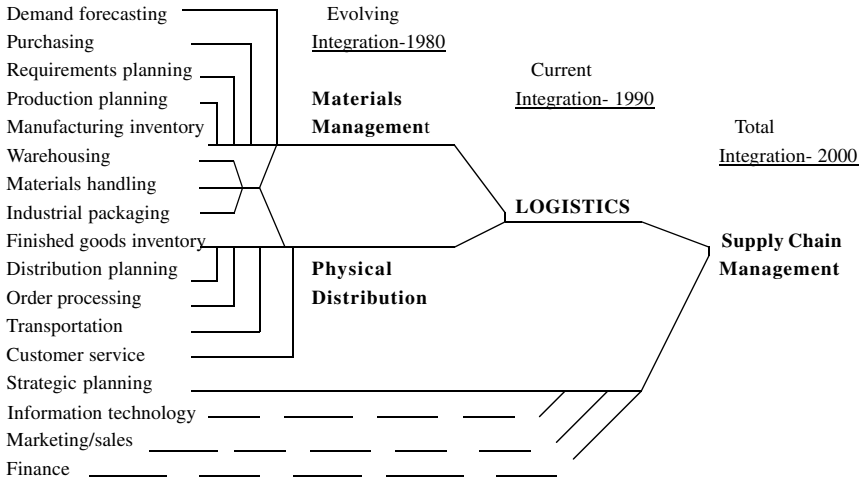 Demand forecasting
Purchasing
Requirements planning
Production planning
Manufacturing inventory
Warehousing
Materials handling
Industrial packaging
Finished goods inventory
Distribution planning
Order processing
Transportation
Customer service
Strategic planning
Information technology
Marketing/sales
Finance
Evolving
Integration-1980
Materials
Management
Physical
Distribution
Current
Integration- 1990
LOGISTICS
Total
Integration- 2000
Supply Chain
Management